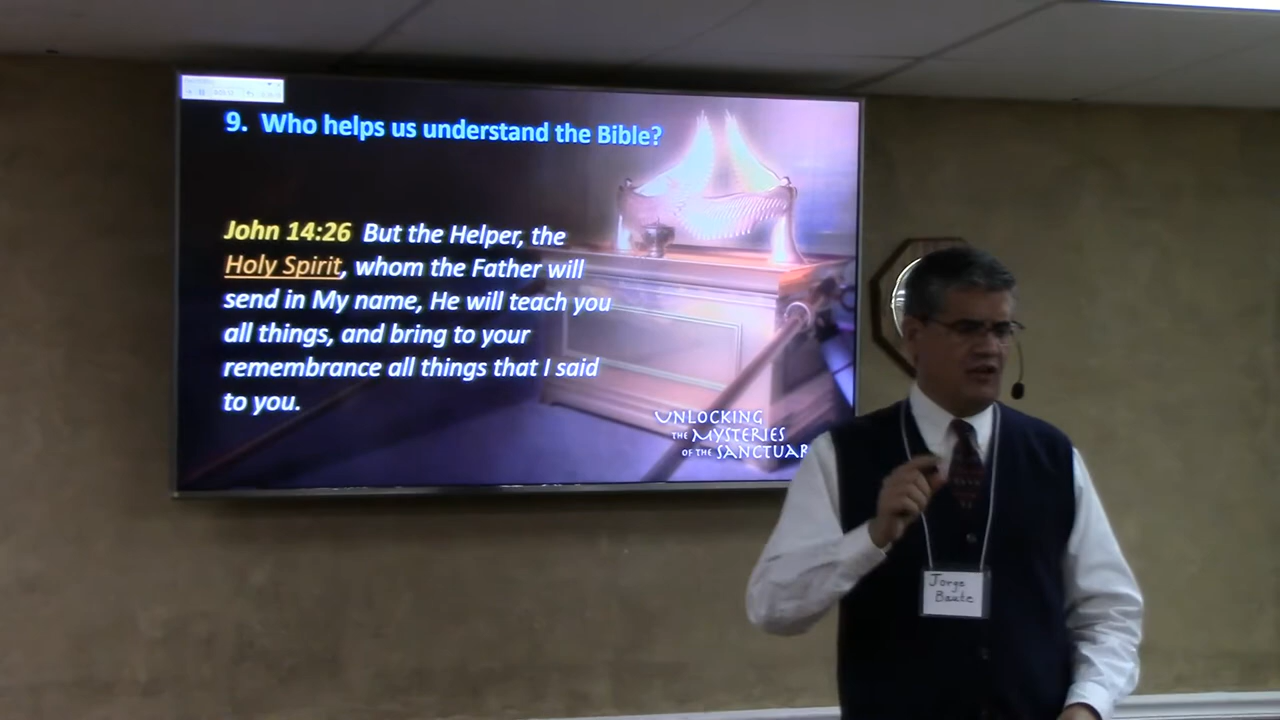 9. Who helps us understand the Bible?
John 14:26 But the Helper, the
Holy Spirit, whom the Father will
send in My name, He will teach you
all things, and bring to your
remembrance all things that I said
to you.
UNLOCKING
THE MYSTERIES
OF THE SANCTUAR
Jorge
Baute